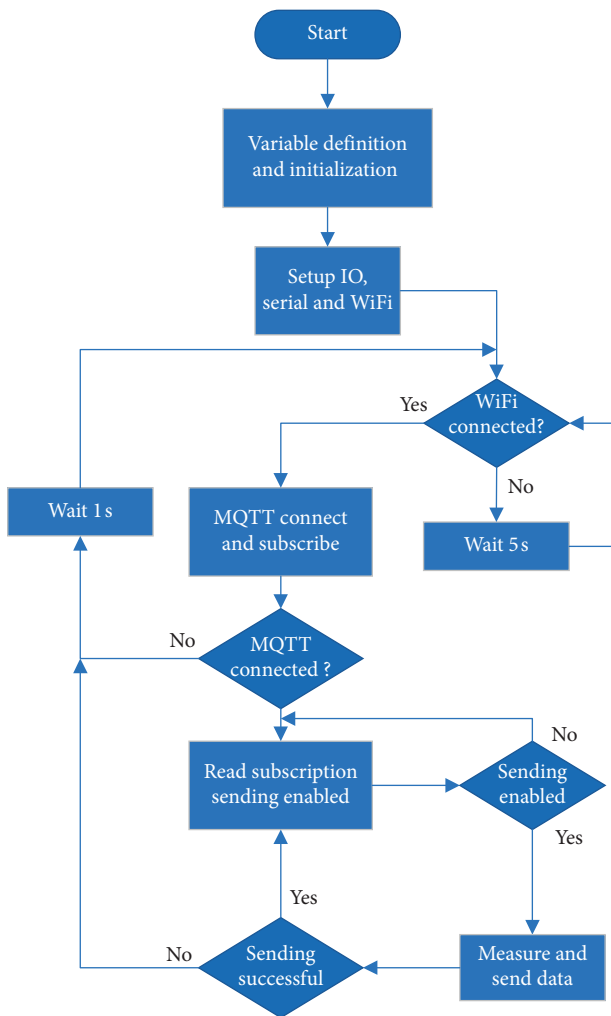 Start
Variable definition
and initialization
Setup IO,
serial and WiFi
Yes
WiFi
connected?
No
Wait 1 s
MQTT connect
and subscribe
Wait 5 s
No
MQTT
connected ?
No
Read subscription
sending enabled
Sending
enabled
Yes
Yes
No
Sending
successful
Measure and
send data